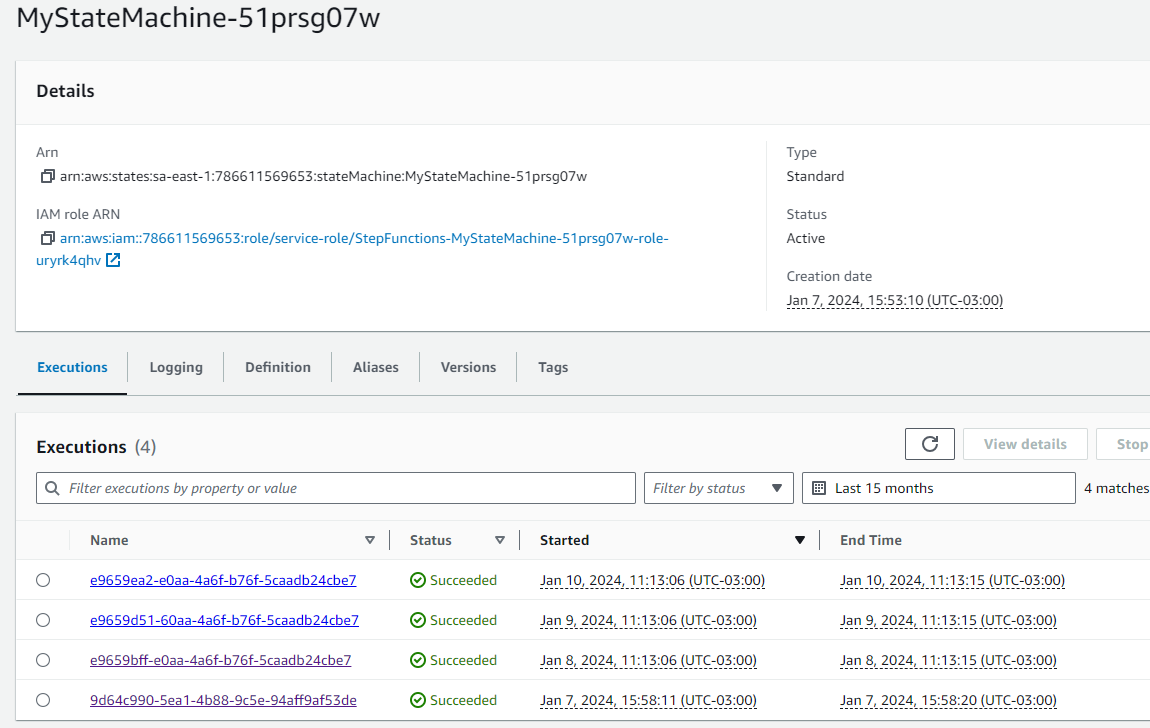 MyStateMachine-51prsg07w
Details
Arn
arn:aws:states:sa-east-1:786611569653:stateMachine:MyStateMachine-51prsg07w
IAM role ARN
arn:aws:iam::786611569653:role/service-role/StepFunctions-MyStateMachine-51prsg07w-role-
uryrk4qhv
Type
Standard
Status
Active
Creation date
Jan 7, 2024, 15:53:10 (UTC-03:00)
Executions Logging Definition Aliases Versions Tags
Executions (4) View details Stop
Filter executions by property or value Filter by status Last 15 months 4 matches
Name Status Started End Time
e9659ea2-e0aa-4a6f-b76f-5caadb24cbe7 Succeeded Jan 10, 2024, 11:13:06 (UTC-03:00) Jan 10, 2024, 11:13:15 (UTC-03:00)
e9659d51-60aa-4a6f-b76f-5caadb24cbe7 Succeeded Jan 9, 2024, 11:13:06 (UTC-03:00) Jan 9, 2024, 11:13:15 (UTC-03:00)
e9659bff-e0aa-4a6f-b76f-5caadb24cbe7 Succeeded Jan 8, 2024, 11:13:06 (UTC-03:00) Jan 8, 2024, 11:13:15 (UTC-03:00)
9d64c990-5ea1-4b88-9c5e-94aff9af53de Succeeded Jan 7, 2024, 15:58:11 (UTC-03:00) Jan 7, 2024, 15:58:20 (UTC-03:00)